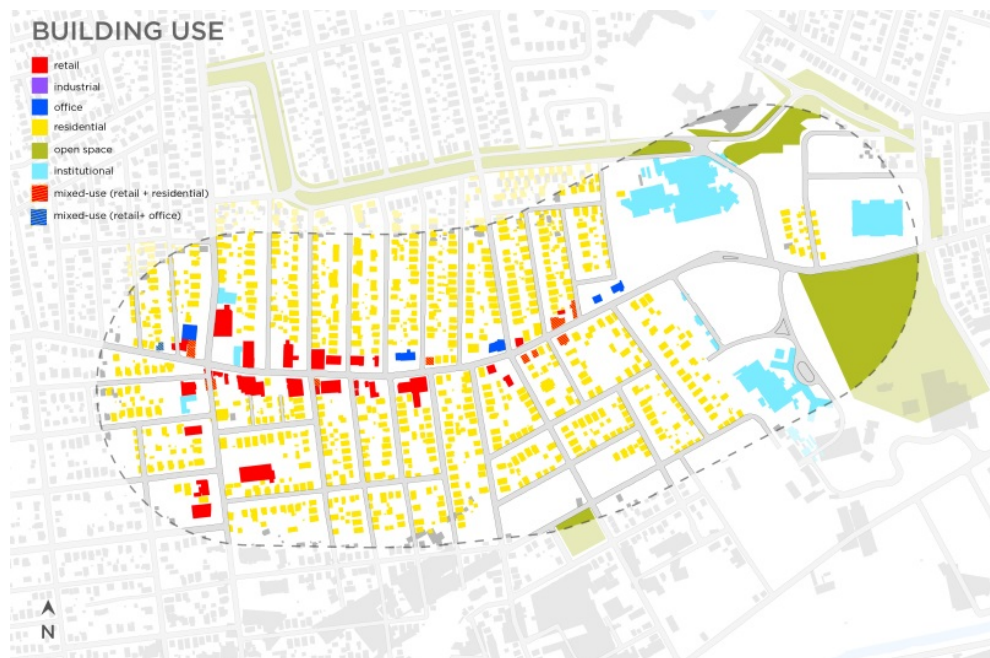 BUILDING USE
retail
industrial
office
residential
open space
institutional
mixed-use (retail + residential)
mixed-use (retail+ office)
N